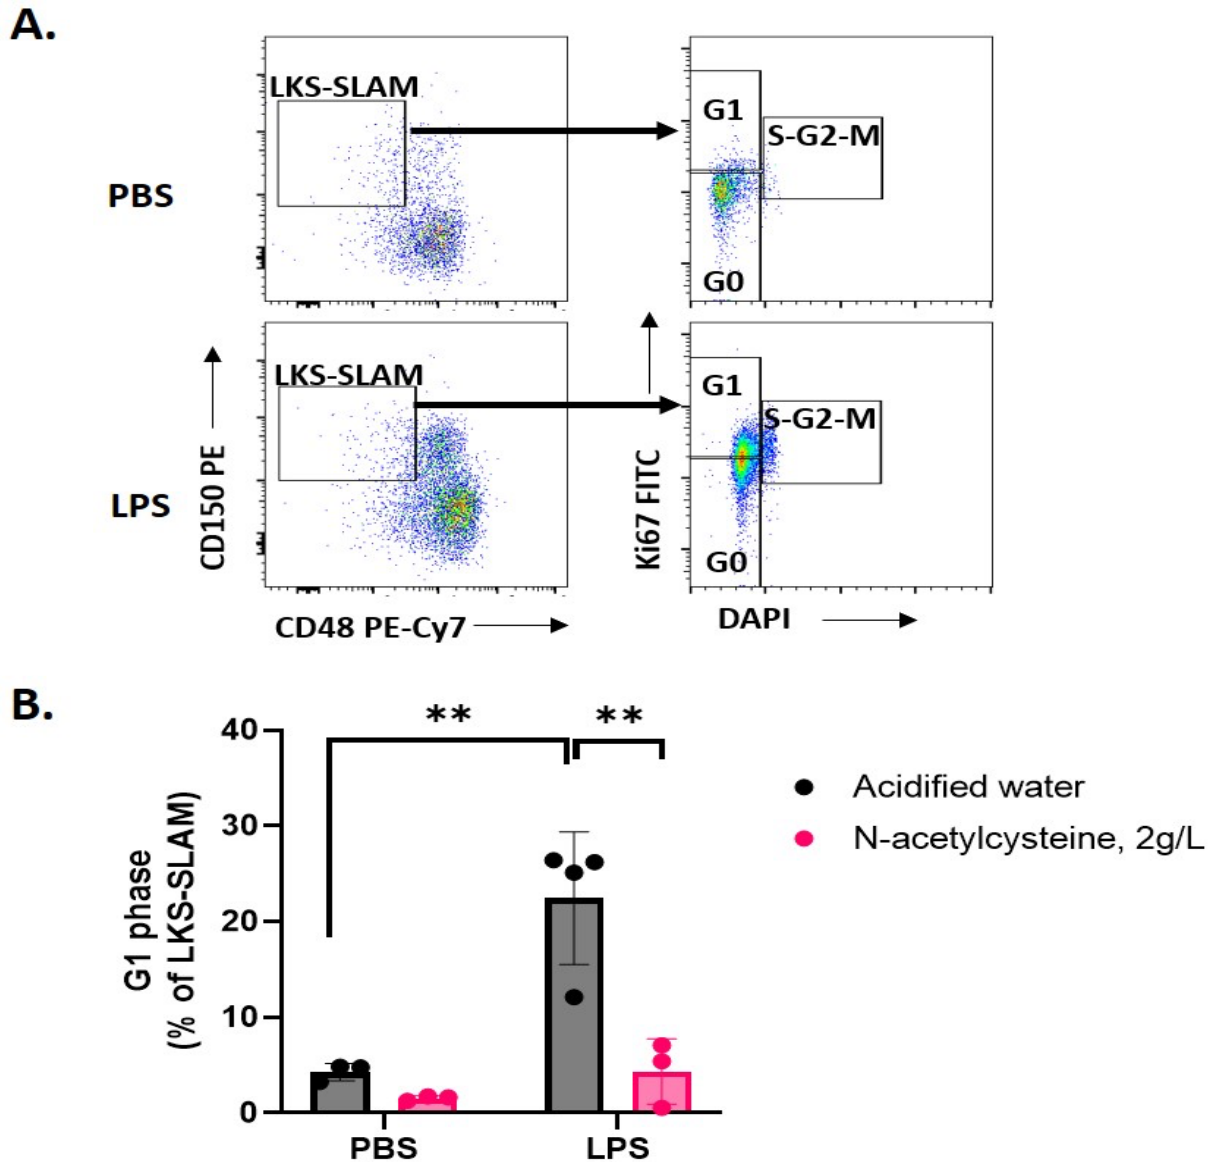 A.
LKS-SLAM
G1
S-G2-M
PBS
G0
LKS-SLAM
G1
S-G2-M
LPS
CD150 PE
Ki67 FITC
G0
CD48 PE-Cy7
DAPI
B.
** **
40
30
20
10
0
G1 phase
(% of LKS-SLAM)
Acidified water
N-acetylcysteine, 2g/L
PBS LPS